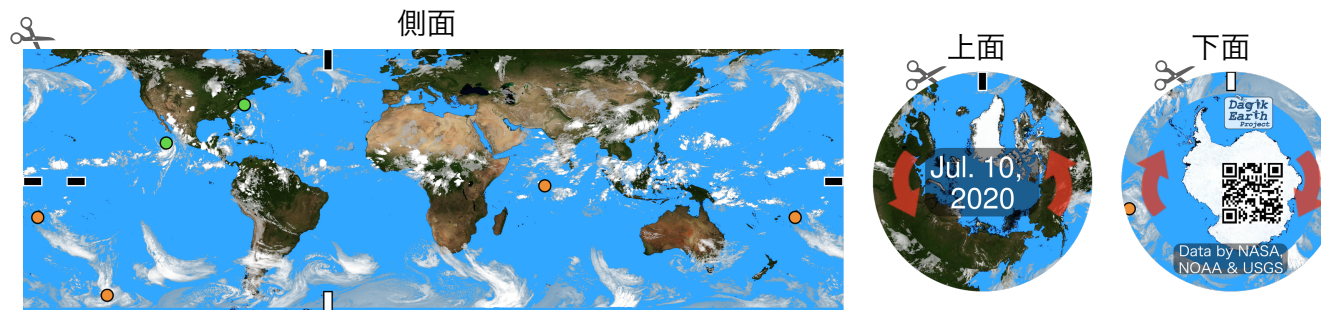 側面
上面
下面
Jul. 10,
2020
Dagik
Earth
Project
Data by NASA,
NOAA & USGS